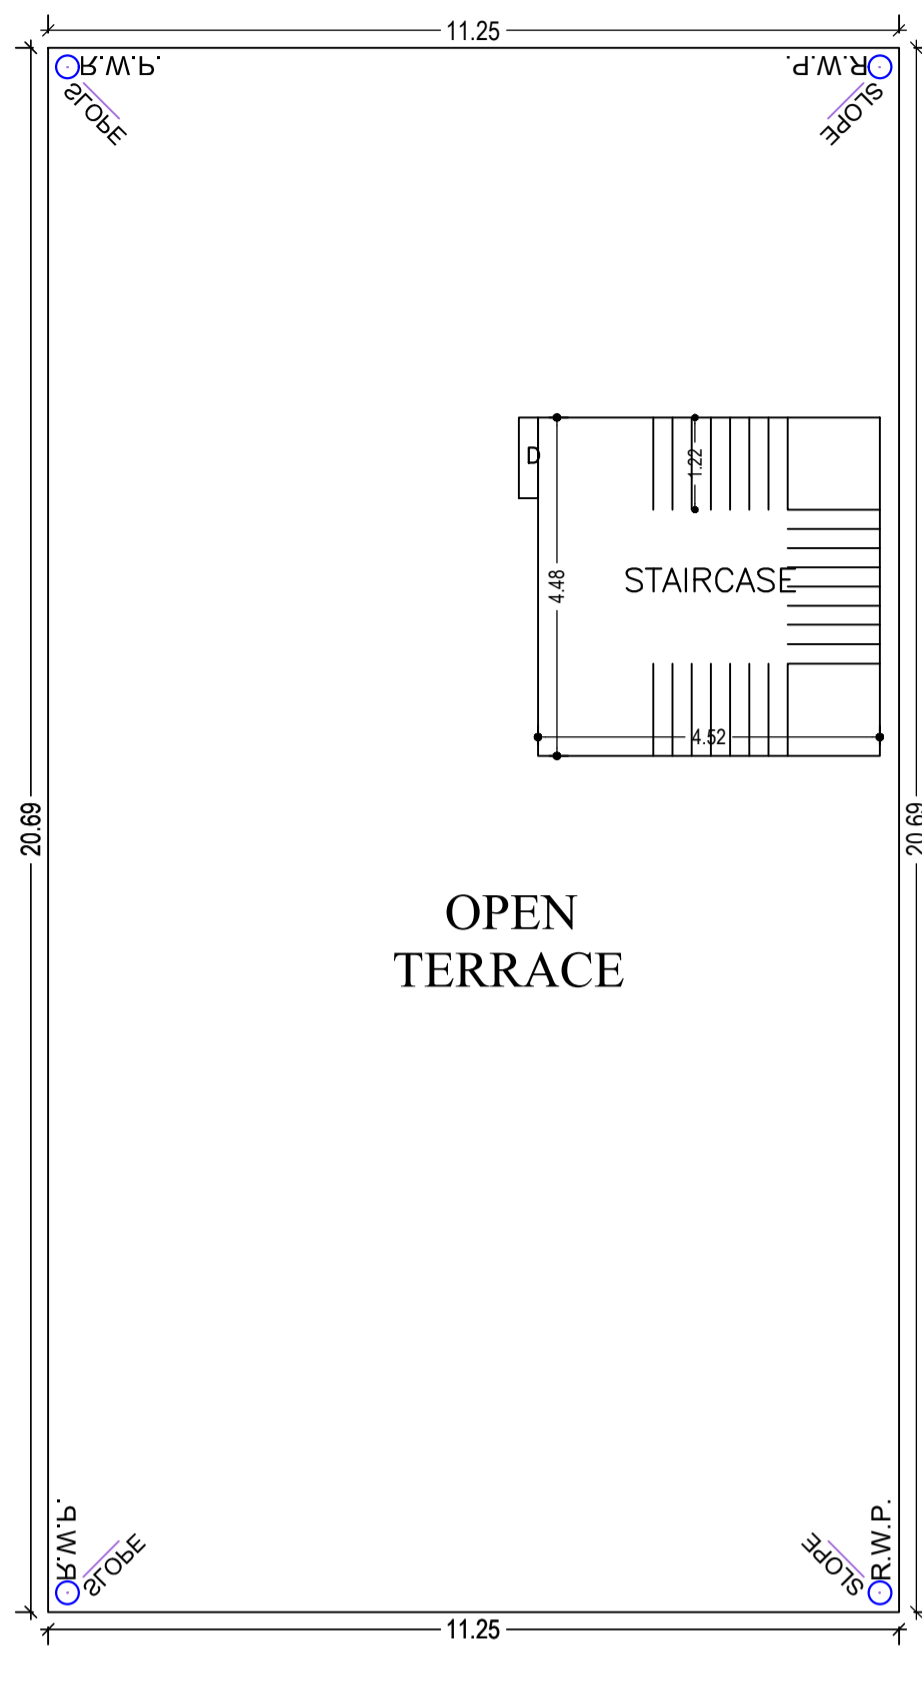 11.25
R.W.P.
R.W.P.
SLOPE
SLOPE
D
1.22
STAIRCASE
4.48
4.52
20.69
20.69
OPEN
TERRACE
R.W.P.
R.W.P.
SLOPE
SLOPE
11.25